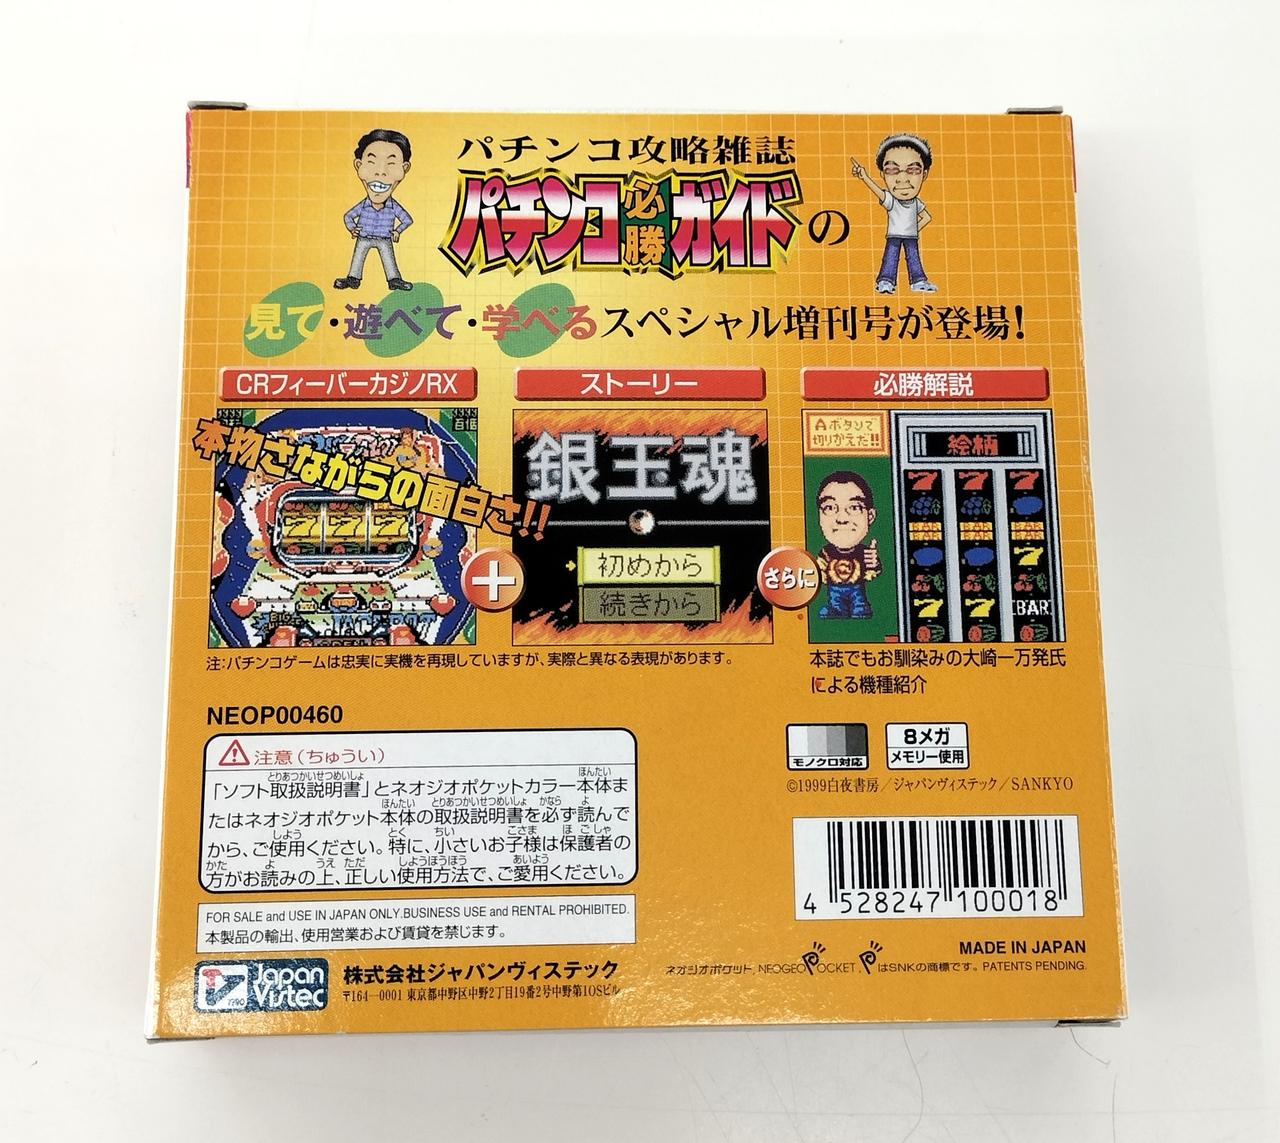 パチンコ攻略雑誌
パチンコ必勝ガイドの
見て・遊べて・学べるスペシャル増刊号が登場!
CRフィーバーカジノRX
本物さながらの面白さ!!
ストーリー
銀玉魂
初めから
続きから
必勝解説
Aボタンで
切りかえだ!!
絵柄
BAR
+
さらに
注:パチンコゲームは忠実に実機を再現していますが、実際と異なる表現があります。
本誌でもお馴染みの大崎一万発氏
による機種紹介
NEOP00460
注意(ちゅうい)
「ソフト取扱説明書」とネオジオポケットカラー本体ま
たはネオジオポケット本体の取扱説明書を必ず読んで
から、ご使用ください。特に、小さいお子様は保護者の
方がお読みの上、正しい使用方法で、ご愛用ください。
モノクロ対応
8メガ
メモリー使用
©1999白夜書房/ジャパンヴィステック/SANKYO
4 528247 100018
FOR SALE and USE IN JAPAN ONLY.BUSINESS USE and RENTAL PROHIBITED.
本製品の輸出、使用営業および賃貸を禁じます。
Japan
Vistec
株式会社ジャパンヴィステック
〒164-0001 東京都中野区中野2丁目19番2号中野第1OSビル
MADE IN JAPAN
ネオジオポケット, NEOGEO POCKET, PはSNKの商標です。PATENTS PENDING.